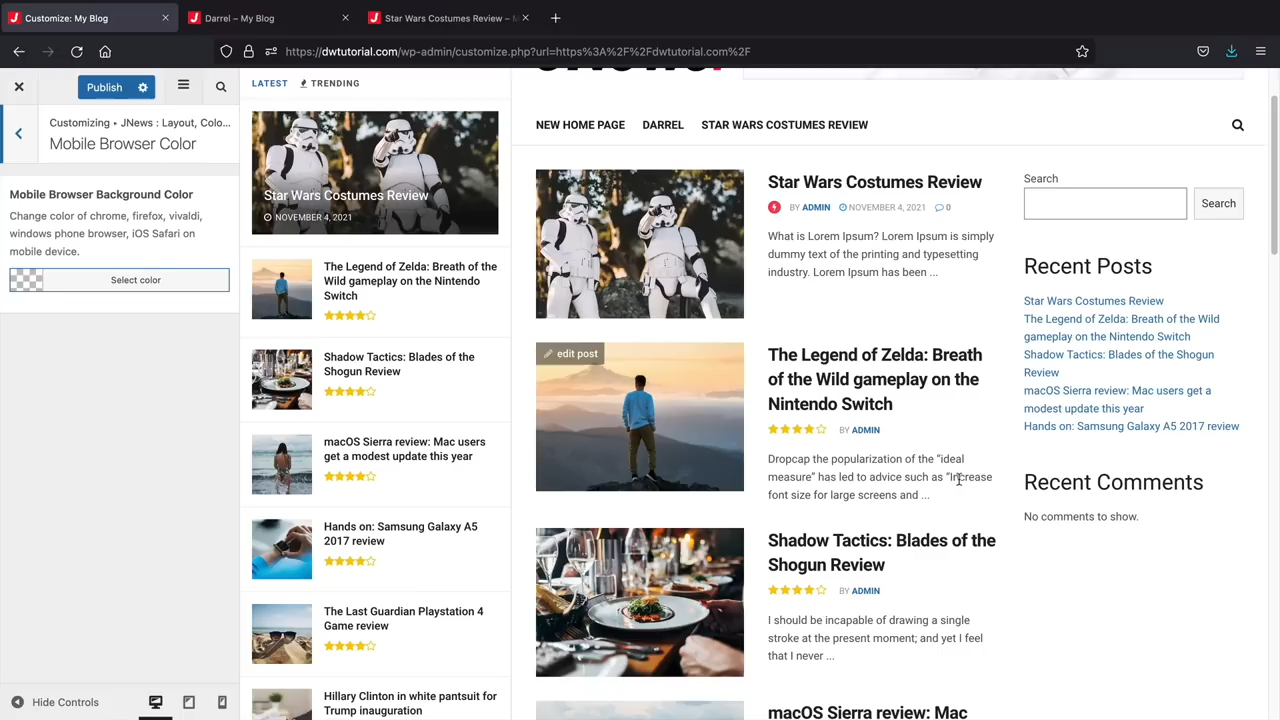 Customize: My Blog
Darrel – My Blog
Star Wars Costumes Review – M
https://dwtutorial.com/wp-admin/customize.php?url=https%3A%2F%2Fdwtutorial.com%2F
Publish
Customizing • JNews : Layout, Colo...
Mobile Browser Color
Mobile Browser Background Color
Change color of chrome, firefox, vivaldi,
windows phone browser, iOS Safari on
mobile device.
Select color
Hide Controls
LATEST
TRENDING
Star Wars Costumes Review
NOVEMBER 4, 2021
The Legend of Zelda: Breath of the
Wild gameplay on the Nintendo
Switch
Shadow Tactics: Blades of the
Shogun Review
macOS Sierra review: Mac users
get a modest update this year
Hands on: Samsung Galaxy A5
2017 review
The Last Guardian Playstation 4
Game review
Hillary Clinton in white pantsuit for
Trump inauguration
NEW HOME PAGE
DARREL
STAR WARS COSTUMES REVIEW
Star Wars Costumes Review
BY ADMIN NOVEMBER 4, 2021 0
What is Lorem Ipsum? Lorem Ipsum is simply
dummy text of the printing and typesetting
industry. Lorem Ipsum has been ...
edit post
The Legend of Zelda: Breath
of the Wild gameplay on the
Nintendo Switch
BY ADMIN
Dropcap the popularization of the “ideal
measure” has led to advice such as “Increase
font size for large screens and ...
Shadow Tactics: Blades of the
Shogun Review
BY ADMIN
I should be incapable of drawing a single
stroke at the present moment; and yet I feel
that I never ...
macOS Sierra review: Mac
Search
Search
Recent Posts
Star Wars Costumes Review
The Legend of Zelda: Breath of the Wild
gameplay on the Nintendo Switch
Shadow Tactics: Blades of the Shogun
Review
macOS Sierra review: Mac users get a
modest update this year
Hands on: Samsung Galaxy A5 2017 review
Recent Comments
No comments to show.